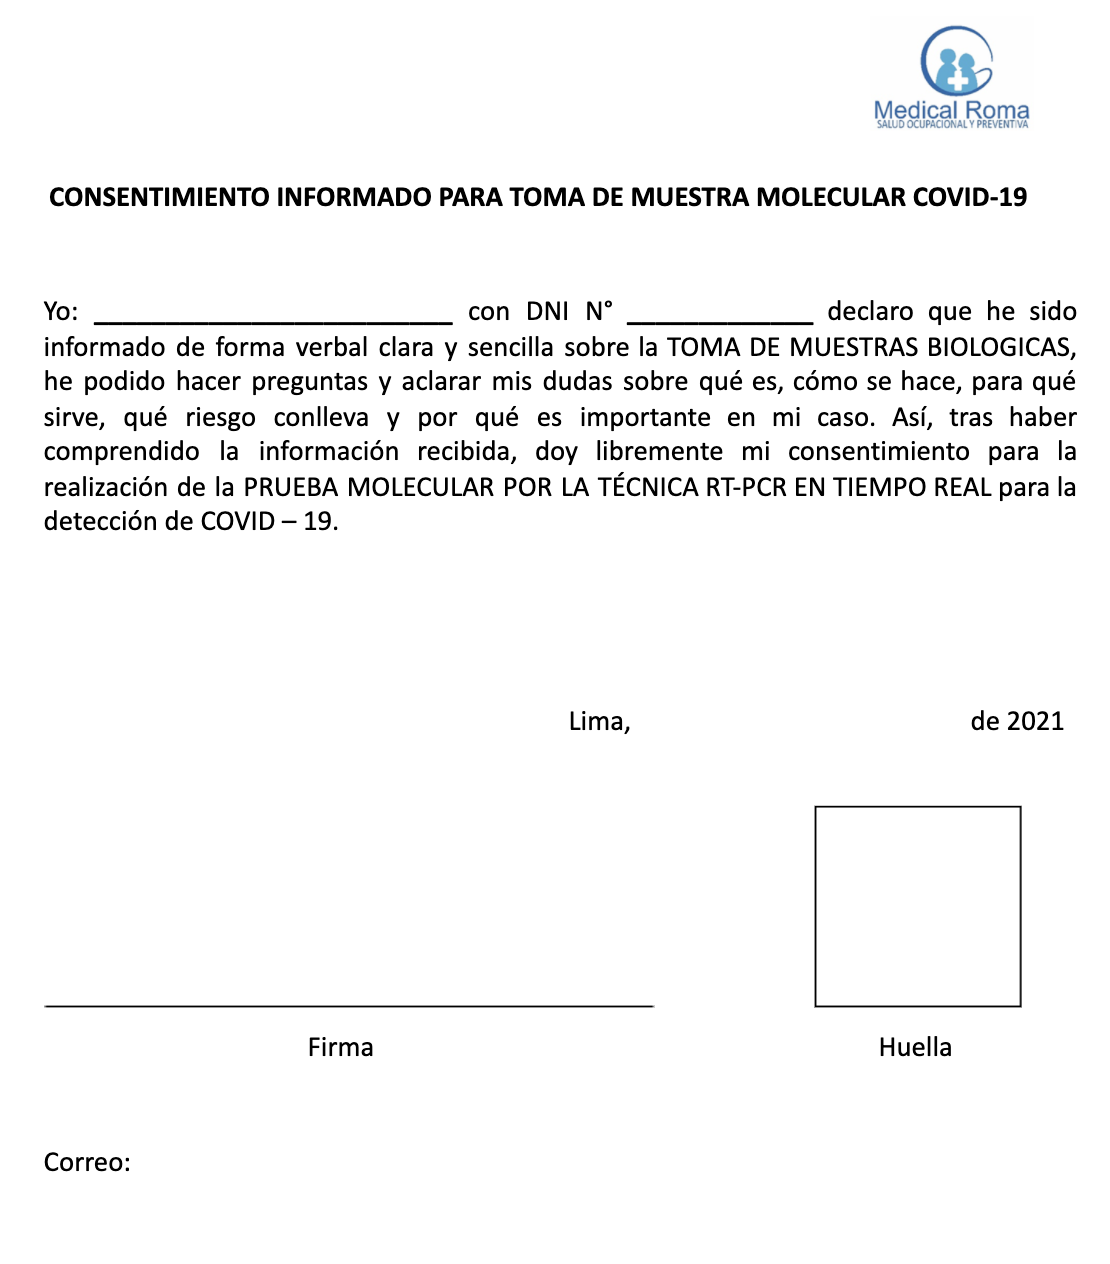 Medical Roma
SALUD OCUPACIONAL Y PREVENTIVA
CONSENTIMIENTO INFORMADO PARA TOMA DE MUESTRA MOLECULAR COVID-19
Yo: __________________________ con DNI N° _____________ declaro que he sido
informado de forma verbal clara y sencilla sobre la TOMA DE MUESTRAS BIOLOGICAS,
he podido hacer preguntas y aclarar mis dudas sobre qué es, cómo se hace, para qué
sirve, qué riesgo conlleva y por qué es importante en mi caso. Así, tras haber
comprendido la información recibida, doy libremente mi consentimiento para la
realización de la PRUEBA MOLECULAR POR LA TÉCNICA RT-PCR EN TIEMPO REAL para la
detección de COVID – 19.
Lima, de 2021
Firma Huella
Correo: